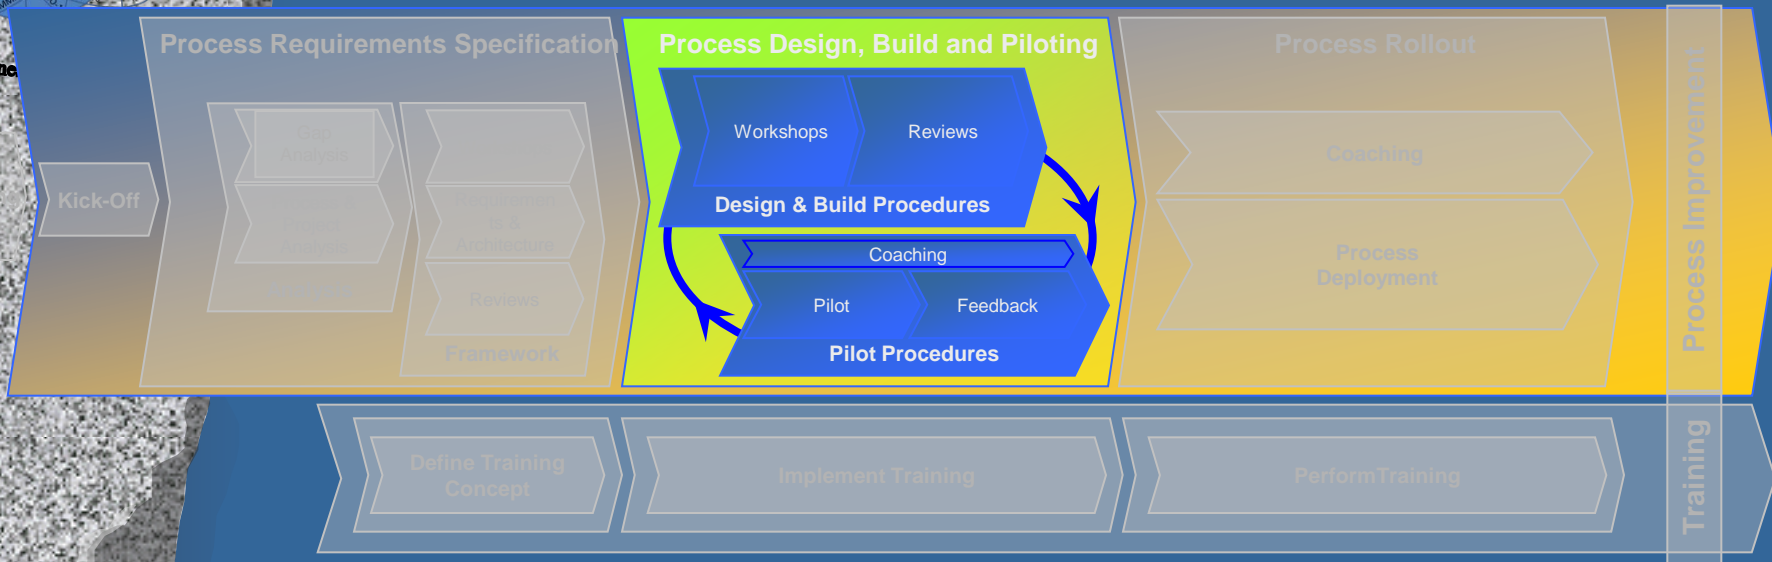 Process Requirements Specification
Process Design, Build and Piloting
Process Rollout
Kick-Off
Gap
Analysis
Analysis
& 
Architecture
Reviews
Framework
Workshops
Reviews
Design & Build Procedures
Coaching
Pilot
Feedback
Pilot Procedures
Coaching
Process
Deployment
Process Improvement
Define Training
Concept
Implement Training
PerformTraining
Training